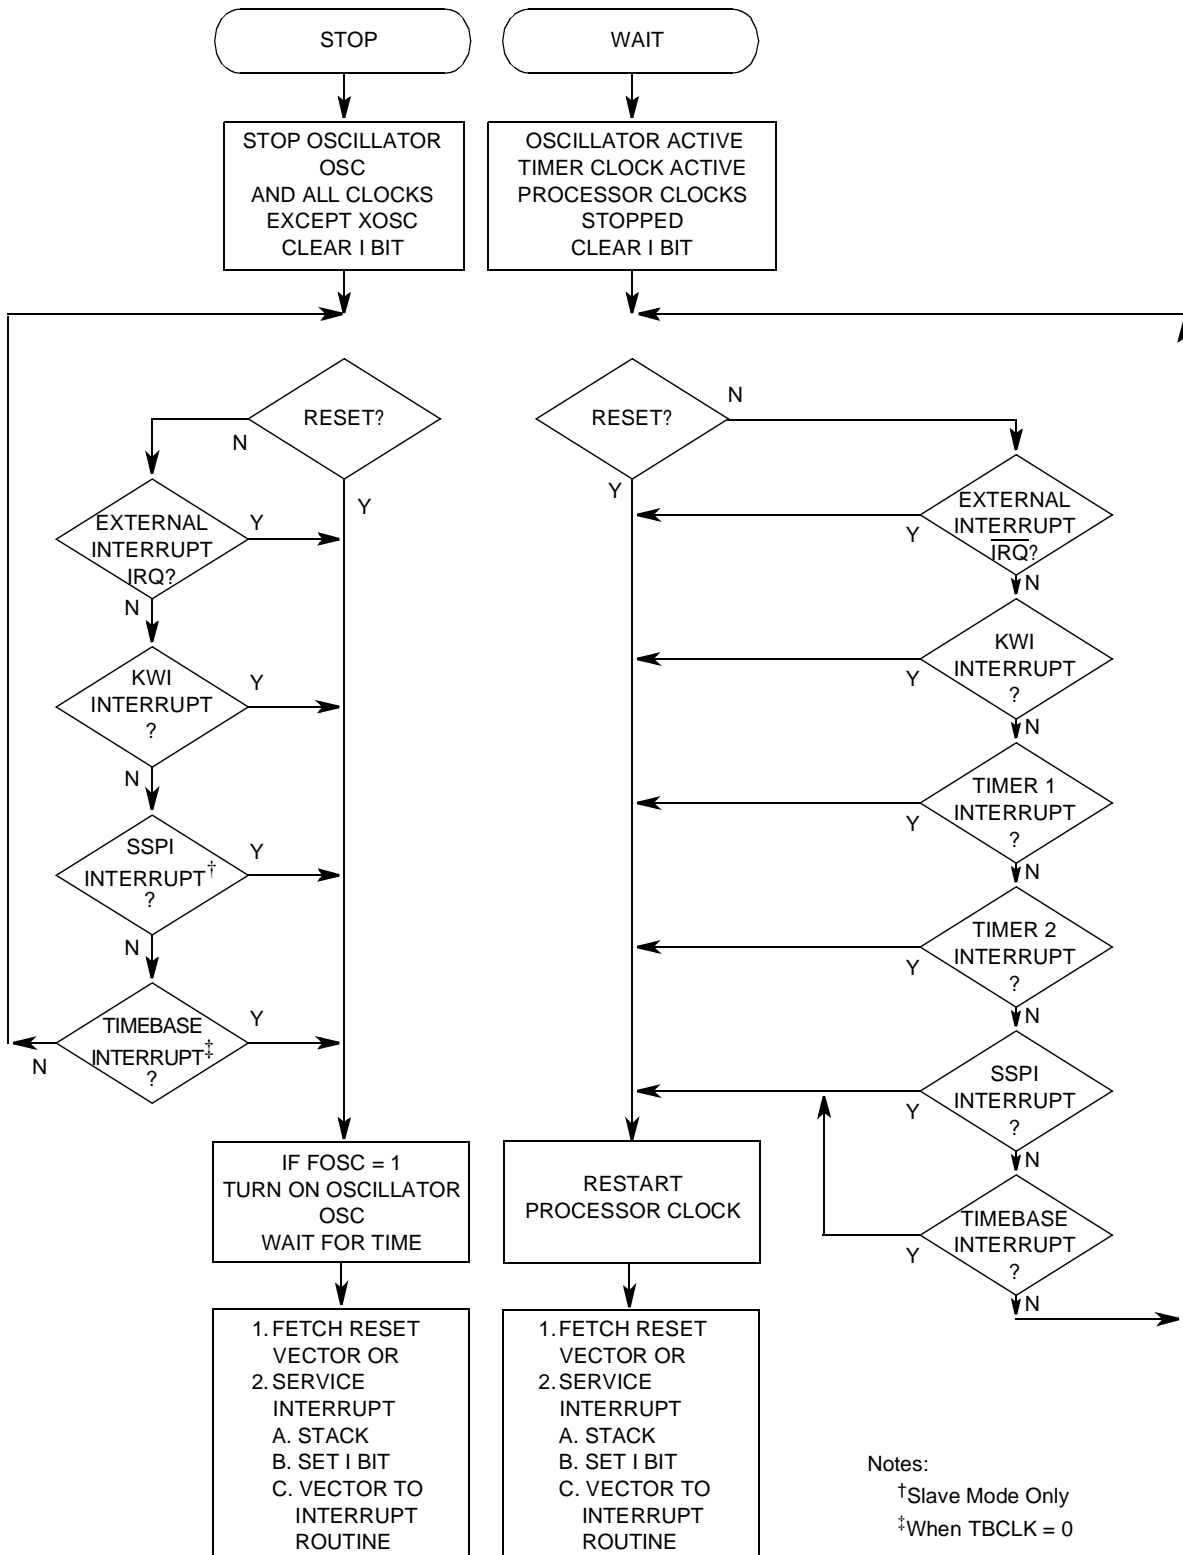 STOP
STOP OSCILLATOR
OSC
AND ALL CLOCKS
EXCEPT XOSC
CLEAR I BIT
RESET?
N
Y
EXTERNAL
INTERRUPT
IRQ?
Y
N
KWI
INTERRUPT
?
Y
N
SSPI
INTERRUPT†
?
Y
N
TIMEBASE
INTERRUPT‡
?
Y
N
IF FOSC = 1
TURN ON OSCILLATOR
OSC
WAIT FOR TIME
1. FETCH RESET
VECTOR OR
2. SERVICE
INTERRUPT
A. STACK
B. SET I BIT
C. VECTOR TO
INTERRUPT
ROUTINE
WAIT
OSCILLATOR ACTIVE
TIMER CLOCK ACTIVE
PROCESSOR CLOCKS
STOPPED
CLEAR I BIT
RESET?
N
Y
EXTERNAL
INTERRUPT
I̅R̅Q̅?
Y
N
KWI
INTERRUPT
?
Y
N
TIMER 1
INTERRUPT
?
Y
N
TIMER 2
INTERRUPT
?
Y
N
SSPI
INTERRUPT
?
Y
N
TIMEBASE
INTERRUPT
?
Y
N
RESTART
PROCESSOR CLOCK
1. FETCH RESET
VECTOR OR
2. SERVICE
INTERRUPT
A. STACK
B. SET I BIT
C. VECTOR TO
INTERRUPT
ROUTINE
Notes:
†Slave Mode Only
‡When TBCLK = 0